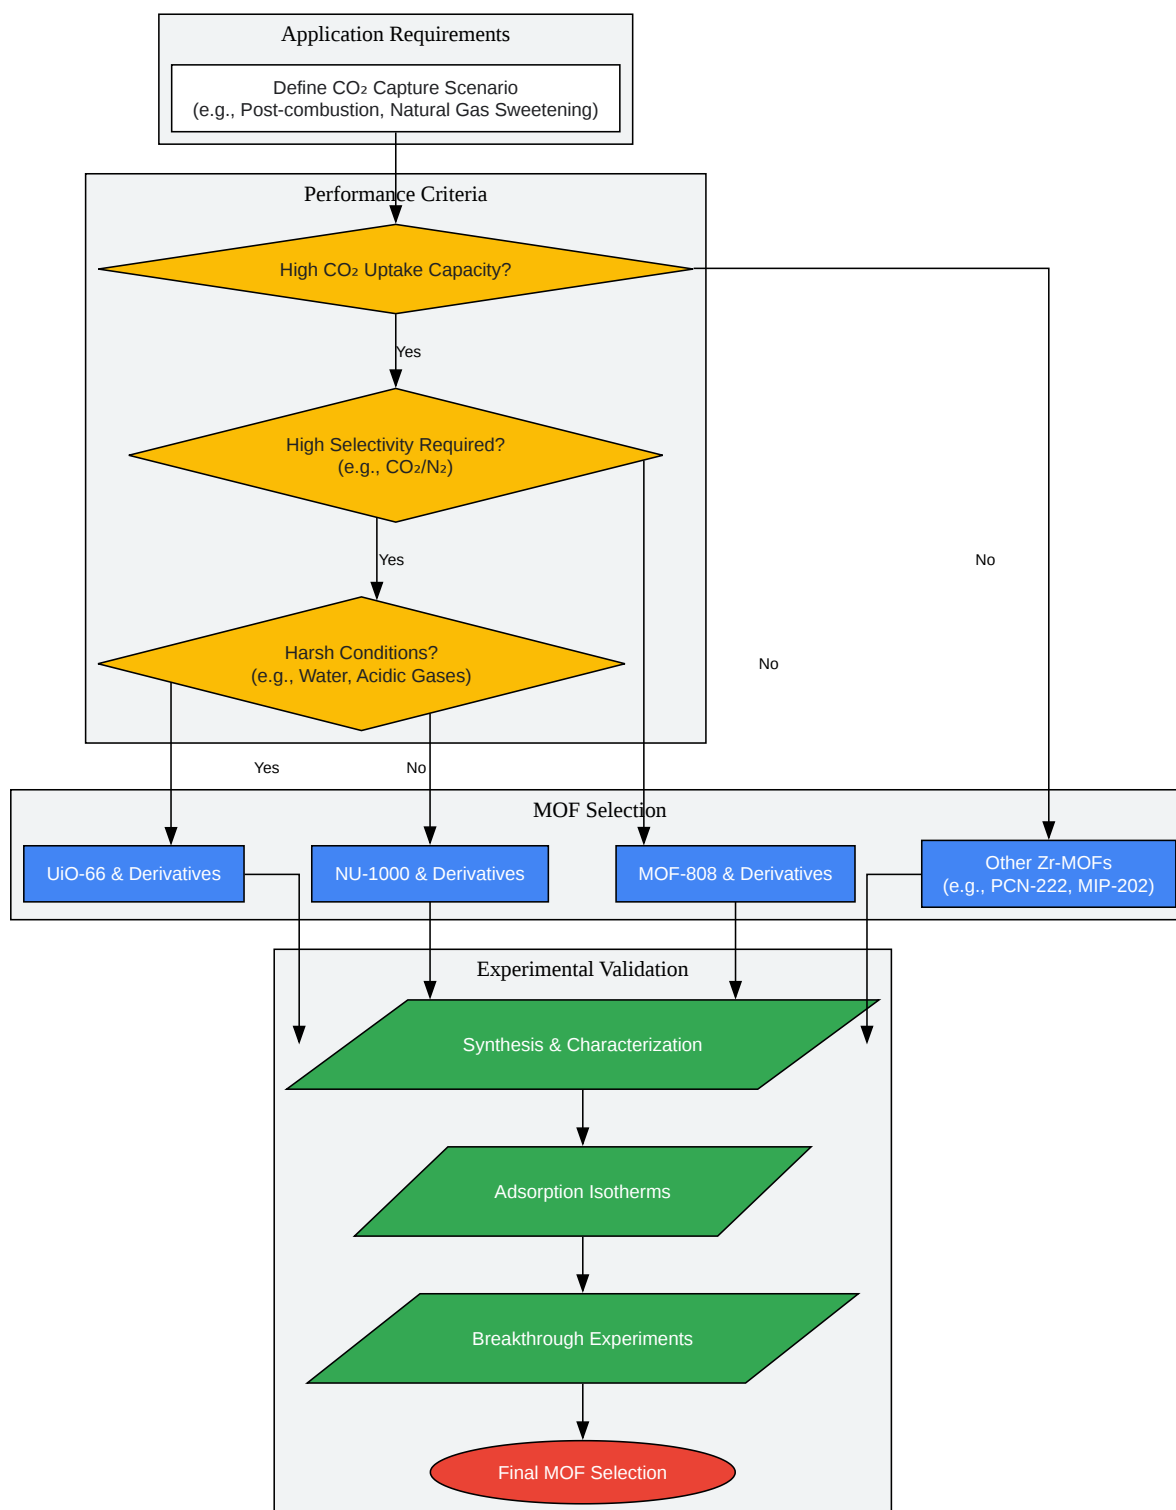 Application Requirements
Define CO₂ Capture Scenario
(e.g., Post-combustion, Natural Gas Sweetening)
Performance Criteria
High CO₂ Uptake Capacity?
Yes
High Selectivity Required?
(e.g., CO₂/N₂)
Yes
No
Harsh Conditions?
(e.g., Water, Acidic Gases)
No
Yes
No
MOF Selection
UiO-66 & Derivatives
NU-1000 & Derivatives
MOF-808 & Derivatives
Other Zr-MOFs
(e.g., PCN-222, MIP-202)
Experimental Validation
Synthesis & Characterization
Adsorption Isotherms
Breakthrough Experiments
Final MOF Selection